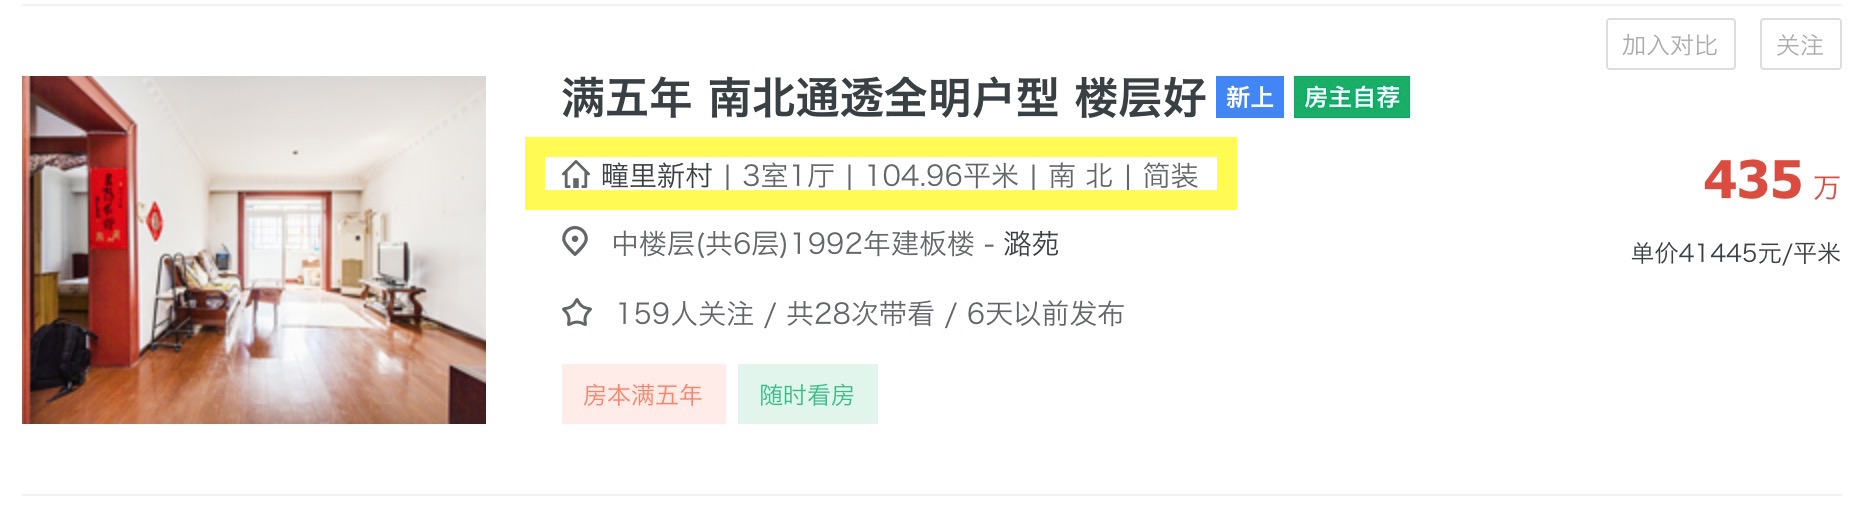 加入对比 关注
满五年 南北通透全明户型 楼层好 新上 房主自荐
疃里新村 | 3室1厅 | 104.96平米 | 南 北 | 简装
435 万
中楼层(共6层)1992年建板楼 - 潞苑
单价41445元/平米
159人关注 / 共28次带看 / 6天以前发布
房本满五年 随时看房